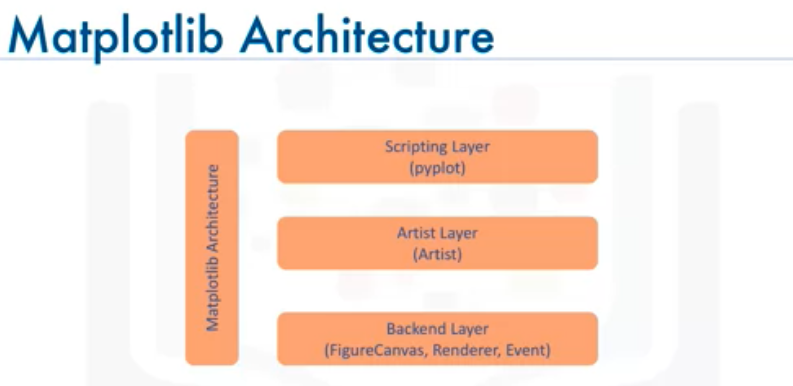 Matplotlib Architecture
Matplotlib Architecture
Scripting Layer
(pyplot)
Artist Layer
(Artist)
Backend Layer
(FigureCanvas, Renderer, Event)